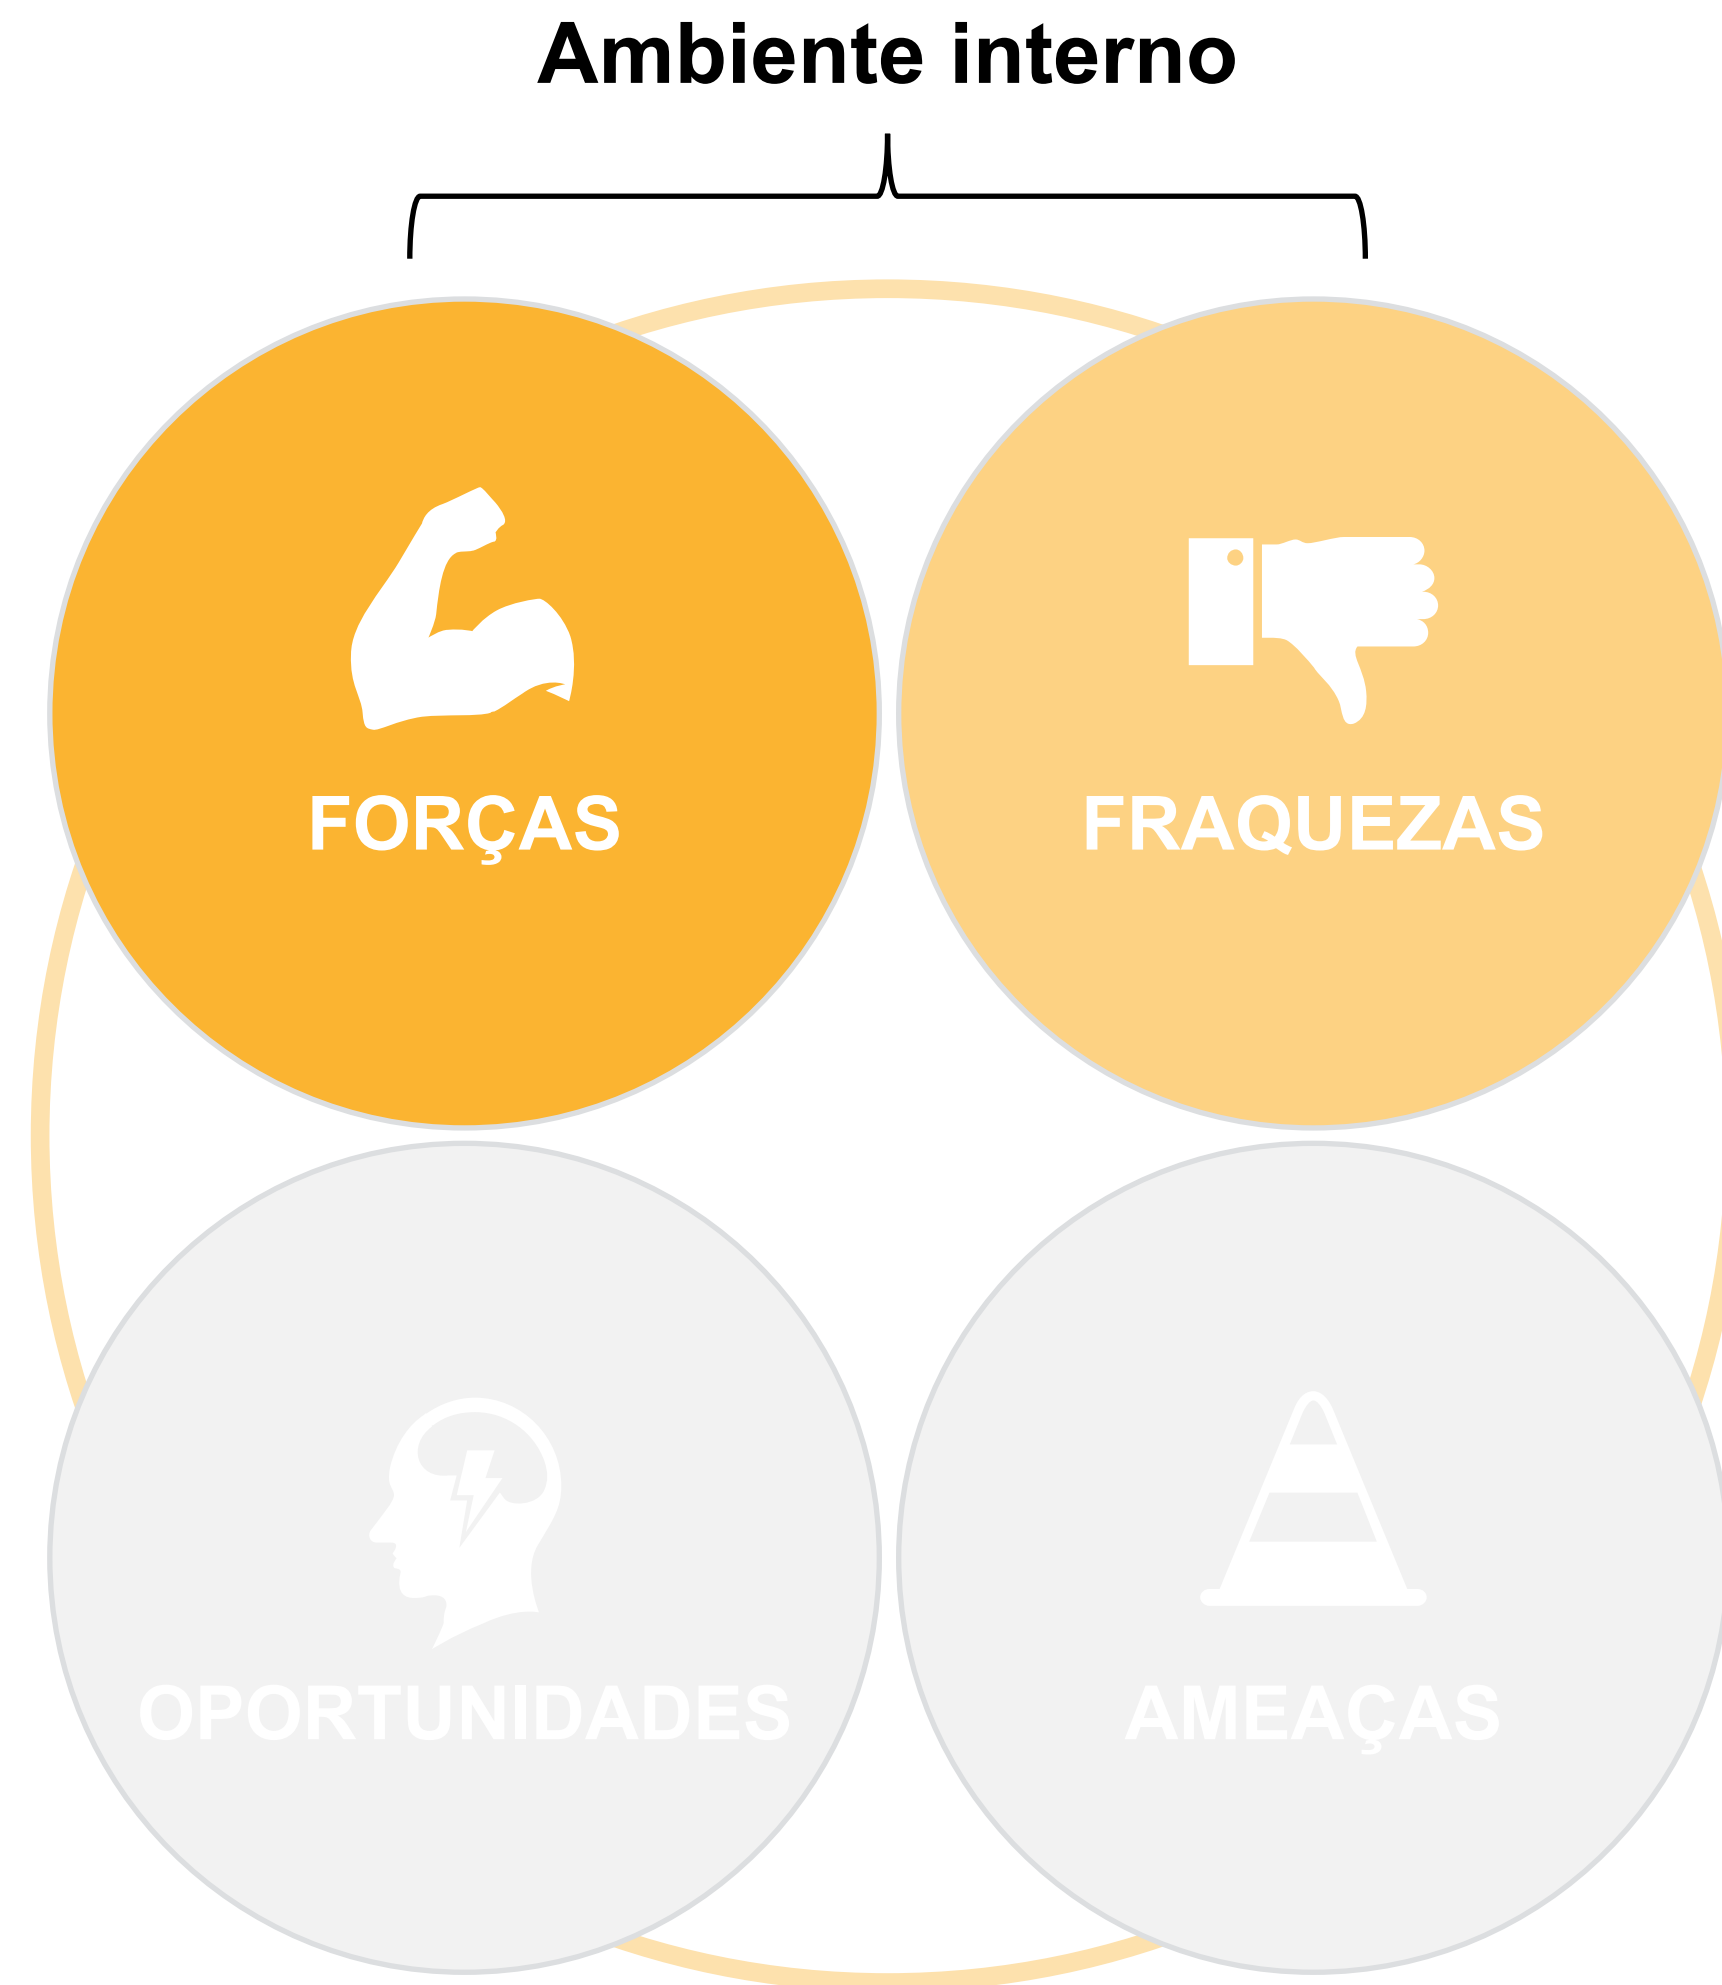 Ambiente interno
FORÇAS
FRAQUEZAS
OPORTUNIDADES
AMEAÇAS